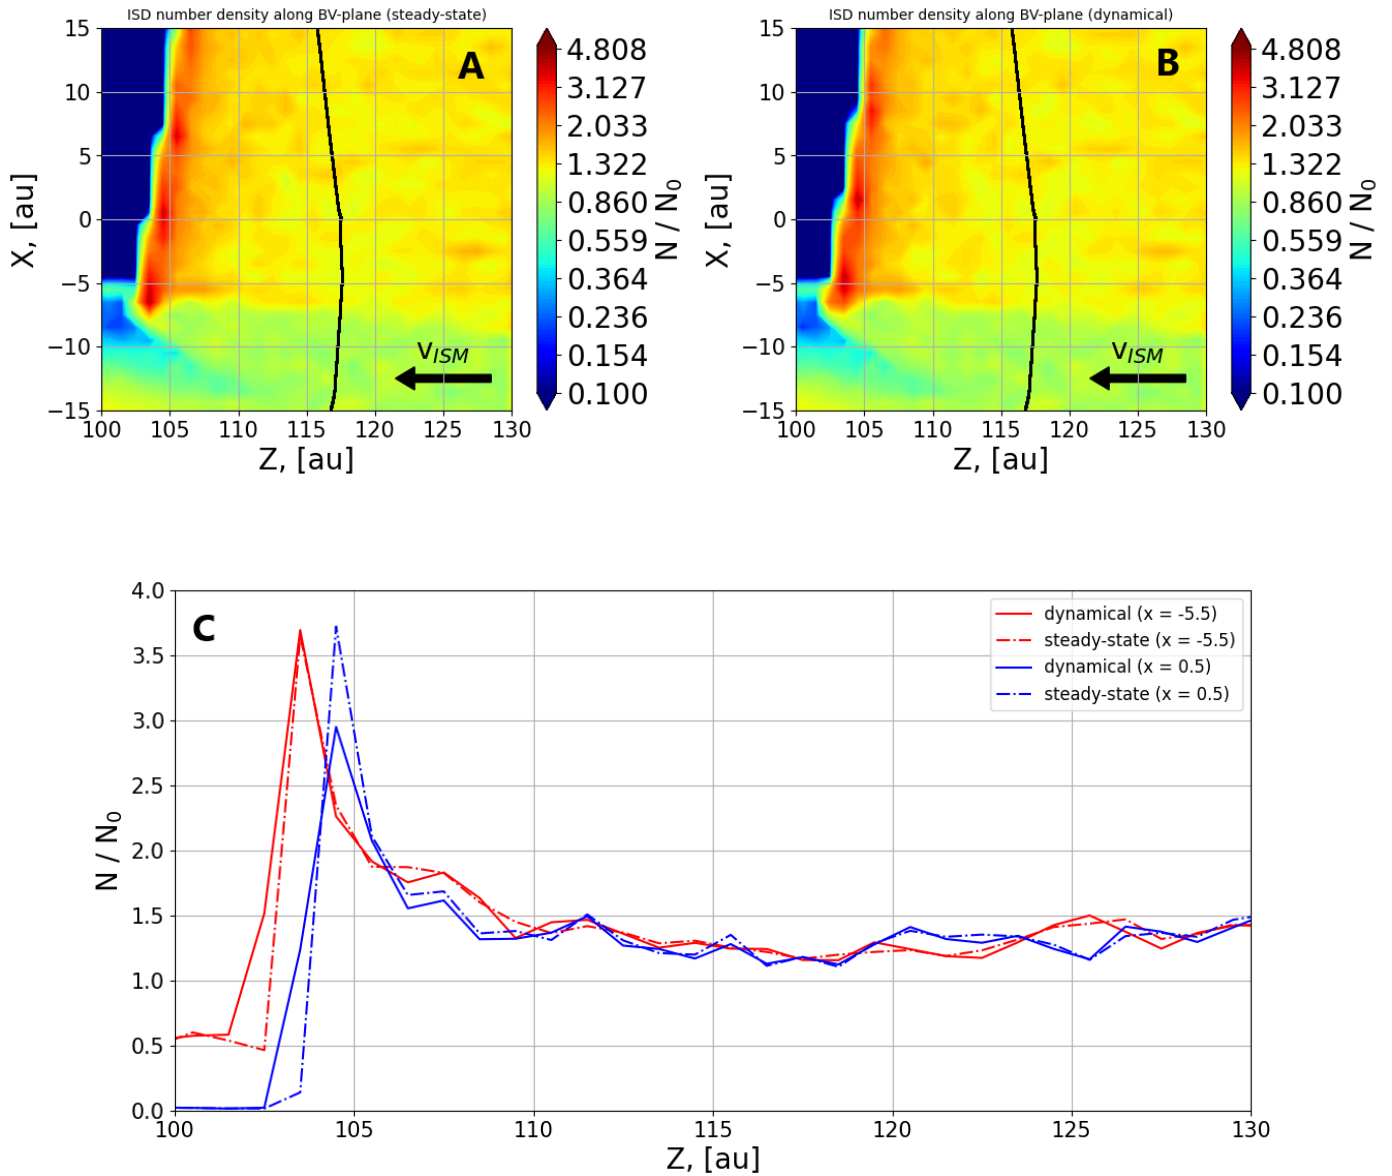 ISD number density along BV-plane (steady-state)
A
15
10
5
0
−5
−10
−15
X, [au]
100 105 110 115 120 125 130
Z, [au]
v_ISM
4.808
3.127
2.033
1.322
0.860
0.559
0.364
0.236
0.154
0.100
N / N₀
ISD number density along BV-plane (dynamical)
B
15
10
5
0
−5
−10
−15
X, [au]
100 105 110 115 120 125 130
Z, [au]
v_ISM
4.808
3.127
2.033
1.322
0.860
0.559
0.364
0.236
0.154
0.100
N / N₀
C
4.0
3.5
3.0
2.5
2.0
1.5
1.0
0.5
0.0
N / N₀
dynamical (x = -5.5)
steady-state (x = -5.5)
dynamical (x = 0.5)
steady-state (x = 0.5)
100 105 110 115 120 125 130
Z, [au]